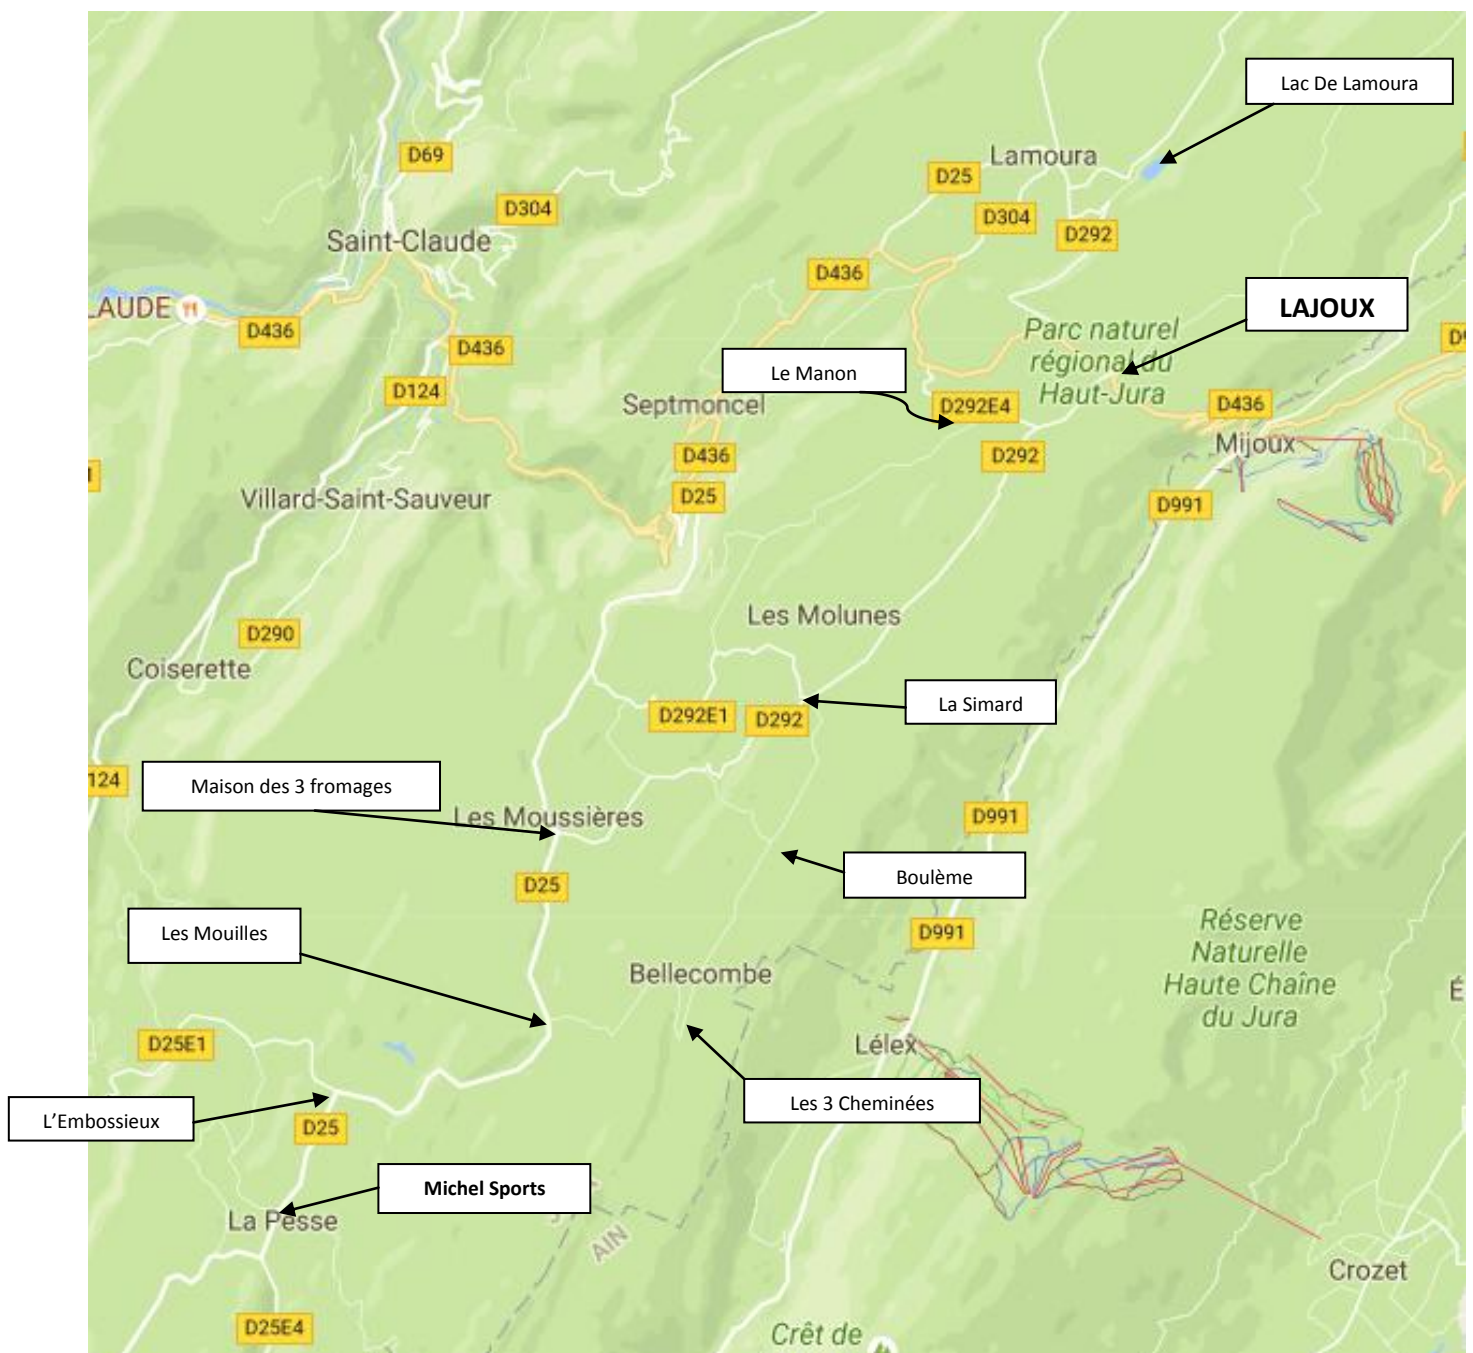 Lac De Lamoura
D69
Lamoura
D25
D304
D304
D292
Saint-Claude
D436
LAUDE
LAJOUX
D436
D436
Parc naturel
régional du
Haut-Jura
Le Manon
D124
D292E4
D436
Septmoncel
Mijoux
D436
D292
Villard-Saint-Sauveur
D25
D991
Les Molunes
D290
Coiserette
La Simard
D292E1
D292
124
Maison des 3 fromages
Les Moussières
D991
Boulème
D25
Réserve
Naturelle
Haute Chaîne
du Jura
Les Mouilles
D991
Bellecombe
D25E1
Lélex
Les 3 Cheminées
L'Embossieux
D25
Michel Sports
La Pesse
AIN
Crozet
D25E4
Crêt de